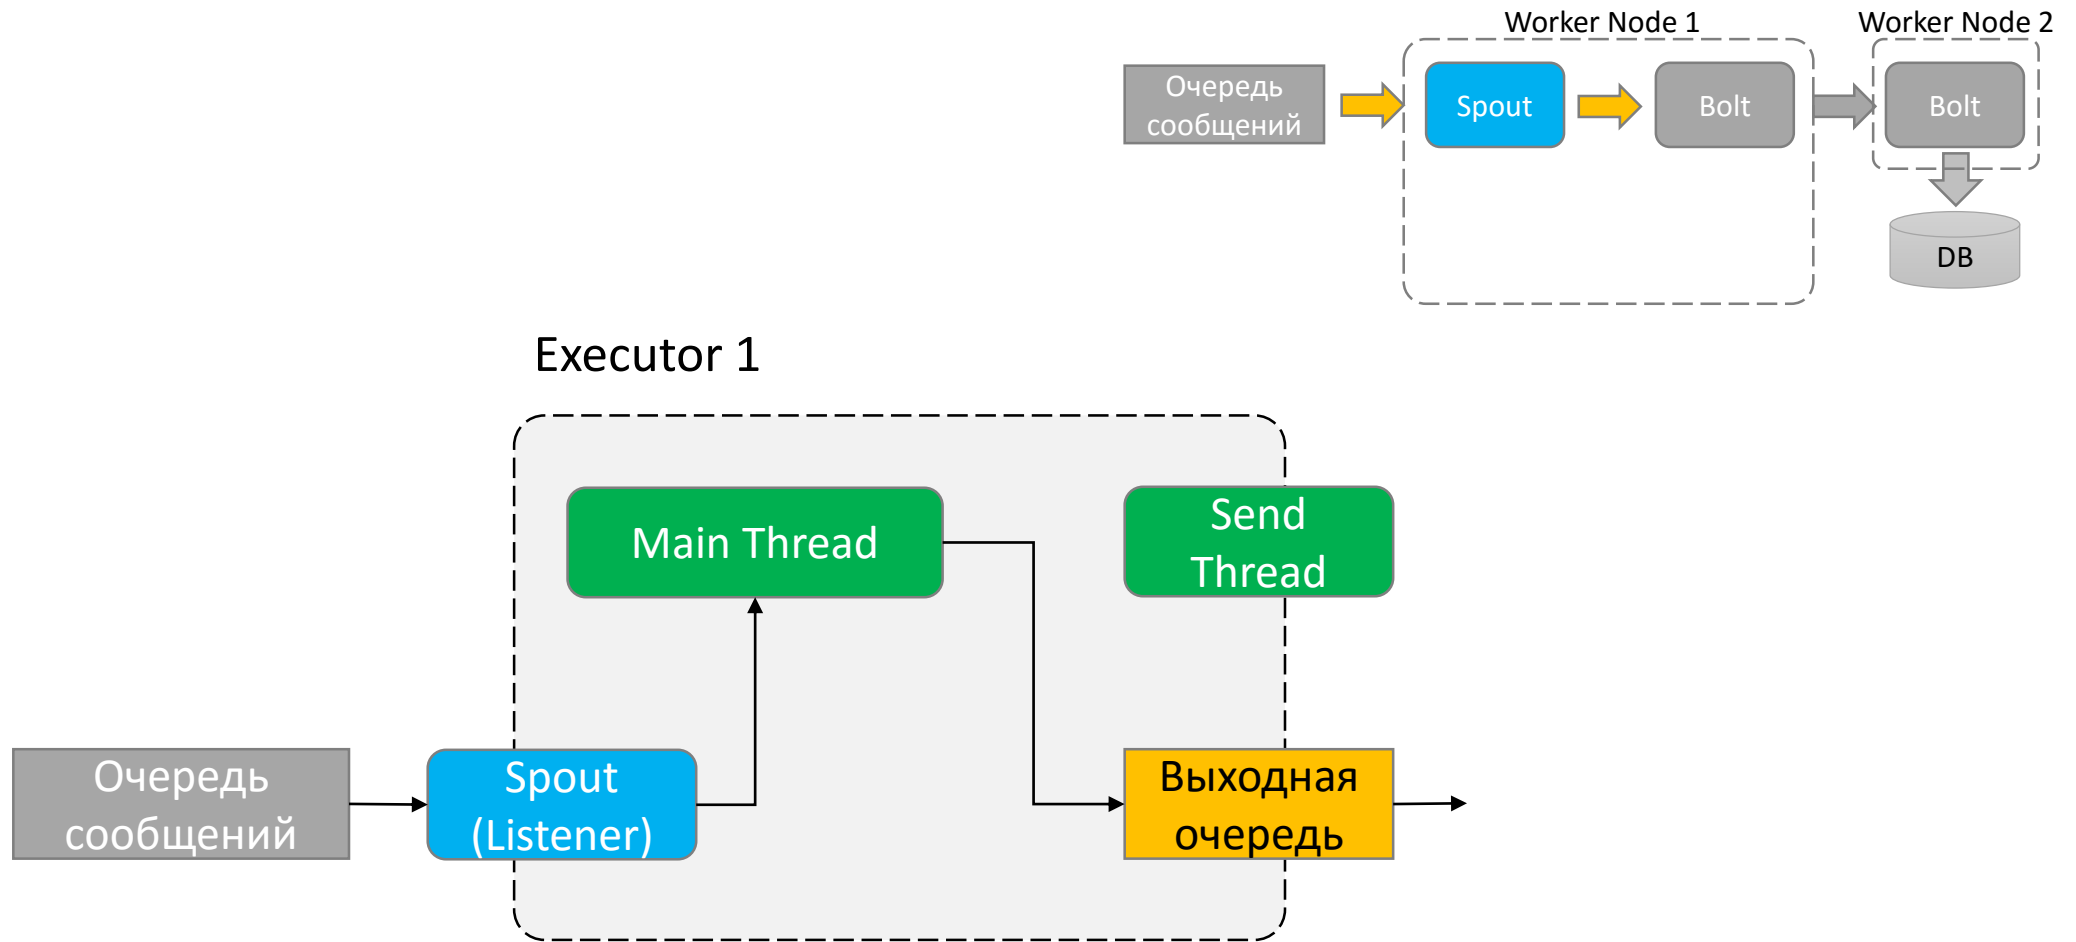 Worker Node 1
Worker Node 2
Очередь
сообщений
Spout
Bolt
Bolt
DB
Executor 1
Main Thread
Send
Thread
Очередь
сообщений
Spout
(Listener)
Выходная
очередь